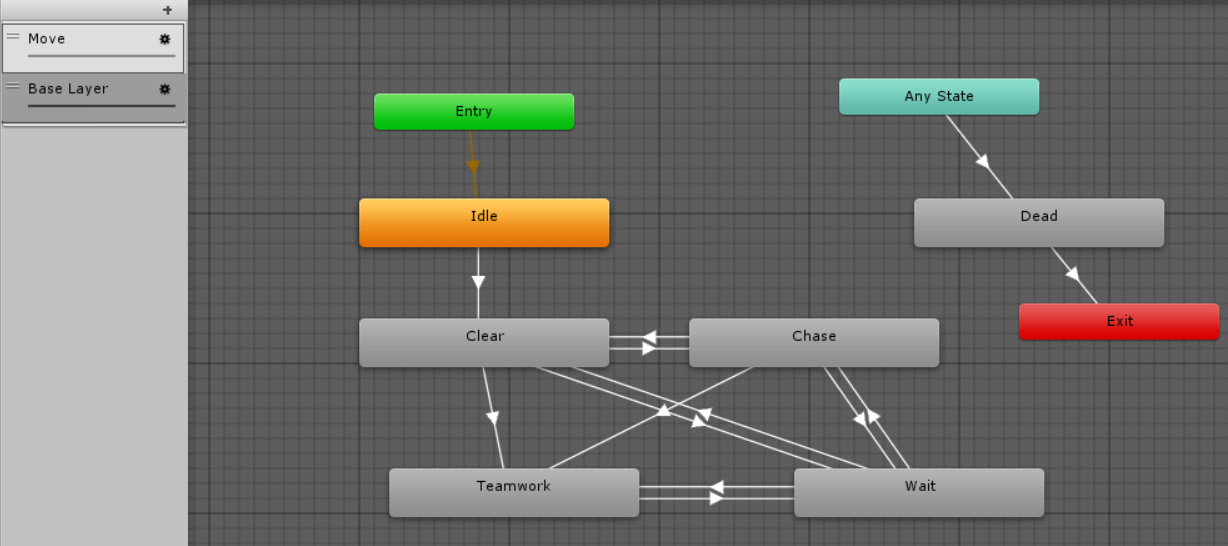 +
Move
Base Layer
Entry
Any State
Idle
Dead
Exit
Clear
Chase
Teamwork
Wait